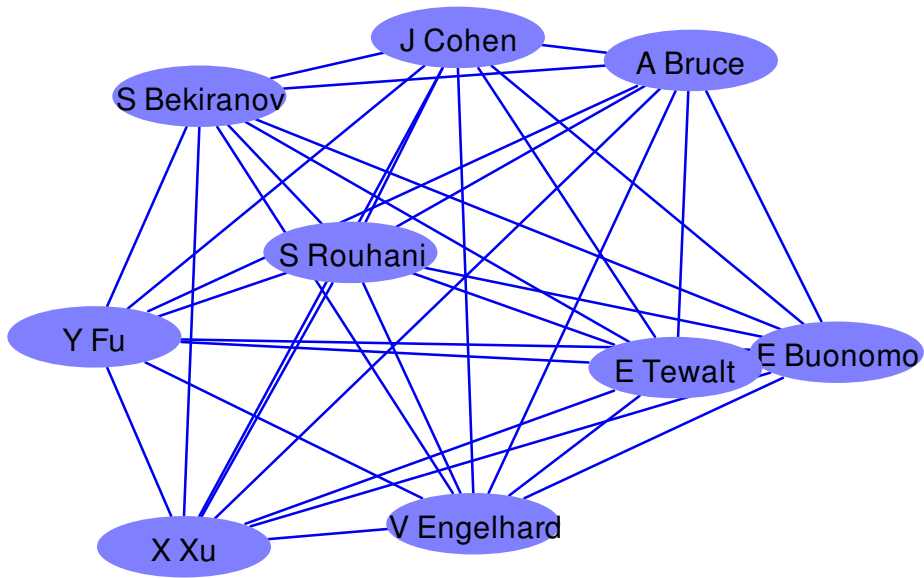 J Cohen
A Bruce
S Bekiranov
S Rouhani
Y Fu
E Buonomo
E Tewalt
V Engelhard
X Xu